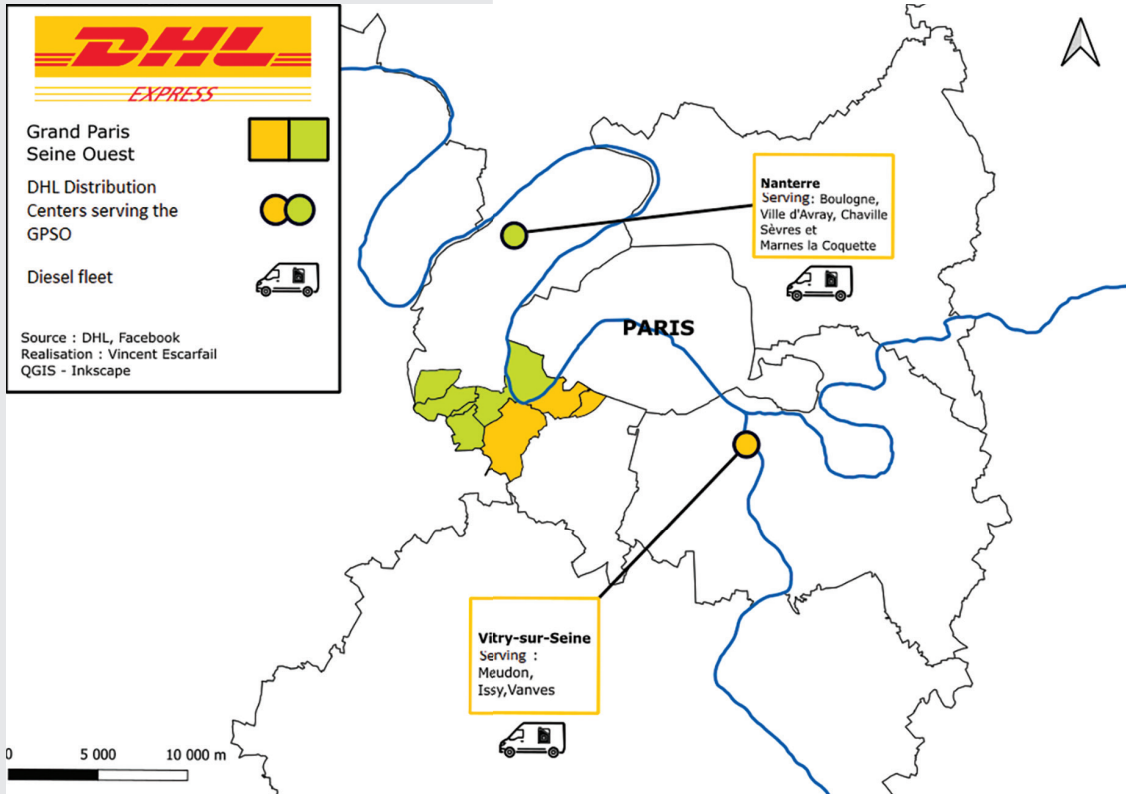 DHL
EXPRESS
Grand Paris
Seine Ouest
DHL Distribution
Centers serving the
GPSO
Diesel fleet
Source : DHL, Facebook
Realisation : Vincent Escarfail
QGIS - Inkscape
Nanterre
Serving: Boulogne,
Ville d'Avray, Chaville
Sèvres et
Marnes la Coquette
PARIS
Vitry-sur-Seine
Serving :
Meudon,
Issy,Vanves
0 5 000 10 000 m